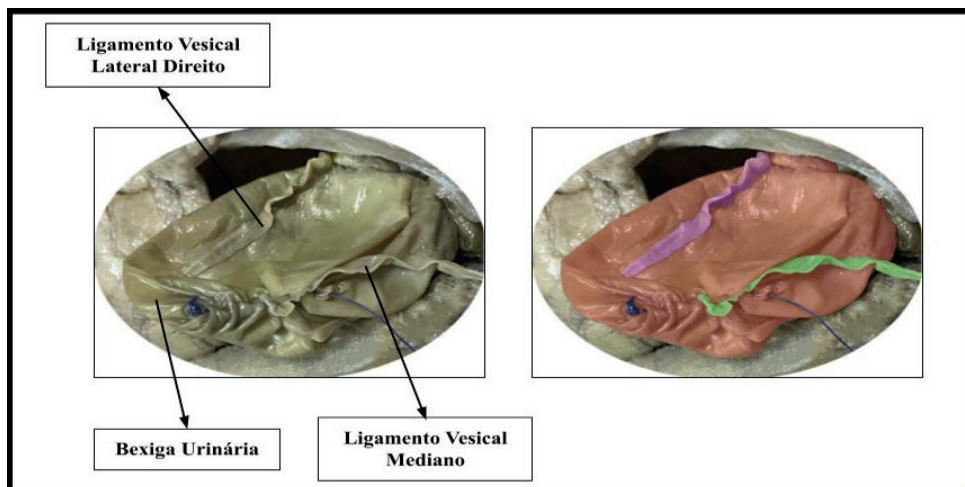 Ligamento Vesical
Lateral Direito
Bexiga Urinária
Ligamento Vesical
Mediano